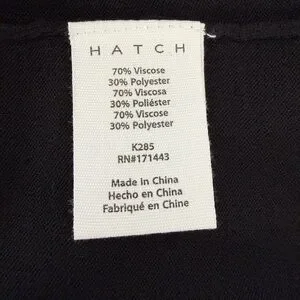 HATCH
70% Viscose
30% Polyester
70% Viscosa
30% Poliéster
70% Viscose
30% Polyester
K285
RN#171443
Made in China
Hecho en China
Fabriqué en Chine